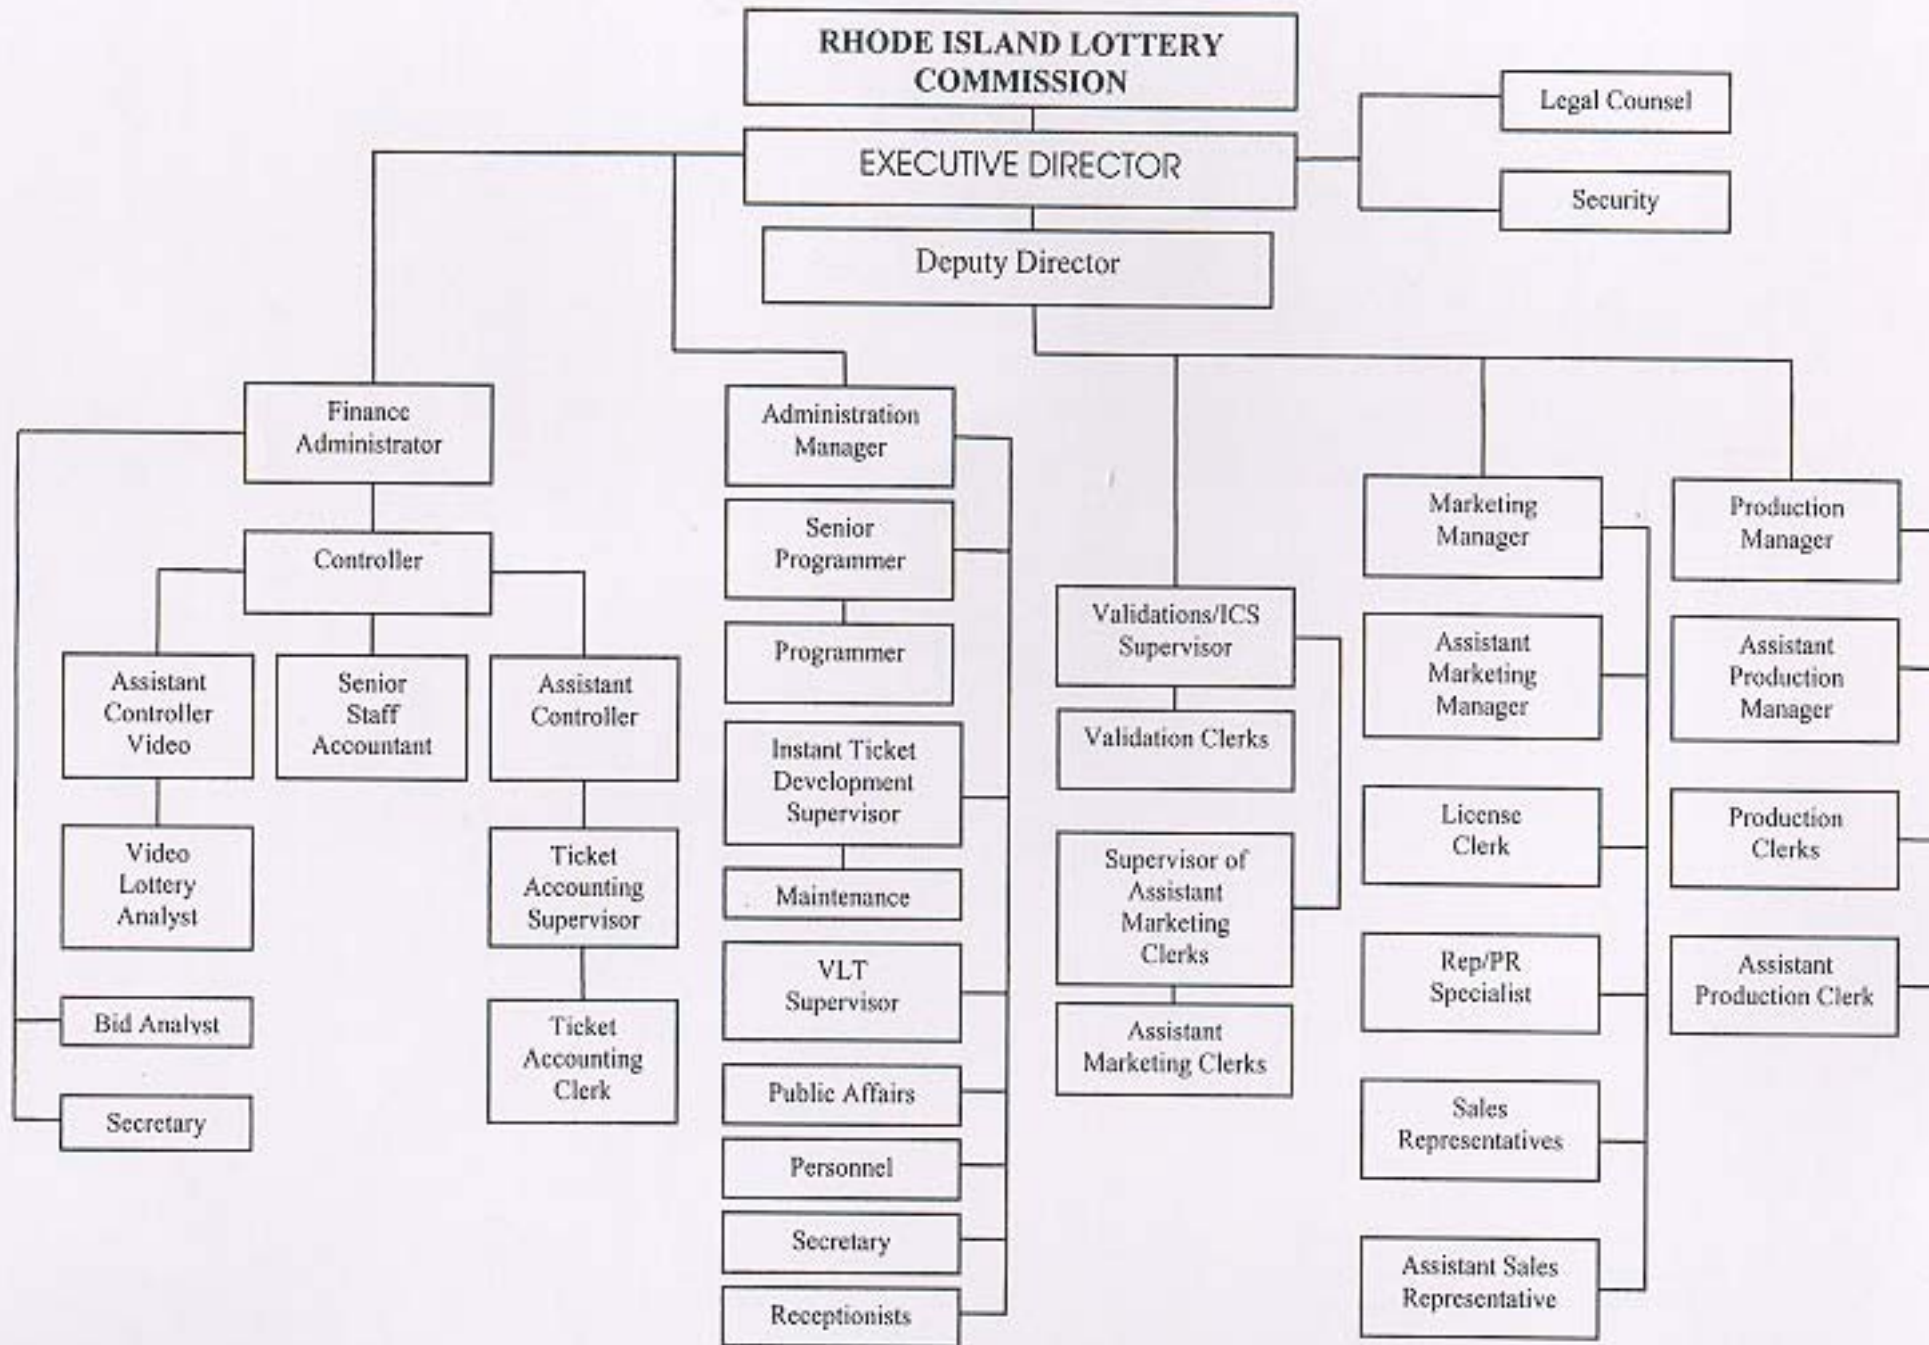 RHODE ISLAND LOTTERY
COMMISSION
Legal Counsel
EXECUTIVE DIRECTOR
Security
Deputy Director
Finance
Administrator
Controller
Assistant
Controller
Video
Senior
Staff
Accountant
Assistant
Controller
Video
Lottery
Analyst
Ticket
Accounting
Supervisor
Bid Analyst
Ticket
Accounting
Clerk
Secretary
Administration
Manager
Senior
Programmer
Programmer
Instant Ticket
Development
Supervisor
Maintenance
VLT
Supervisor
Public Affairs
Personnel
Secretary
Receptionists
Validations/ICS
Supervisor
Validation Clerks
Supervisor of
Assistant
Marketing
Clerks
Assistant
Marketing Clerks
Marketing
Manager
Assistant
Marketing
Manager
License
Clerk
Rep/PR
Specialist
Sales
Representatives
Assistant Sales
Representative
Production
Manager
Assistant
Production
Manager
Production
Clerks
Assistant
Production Clerk